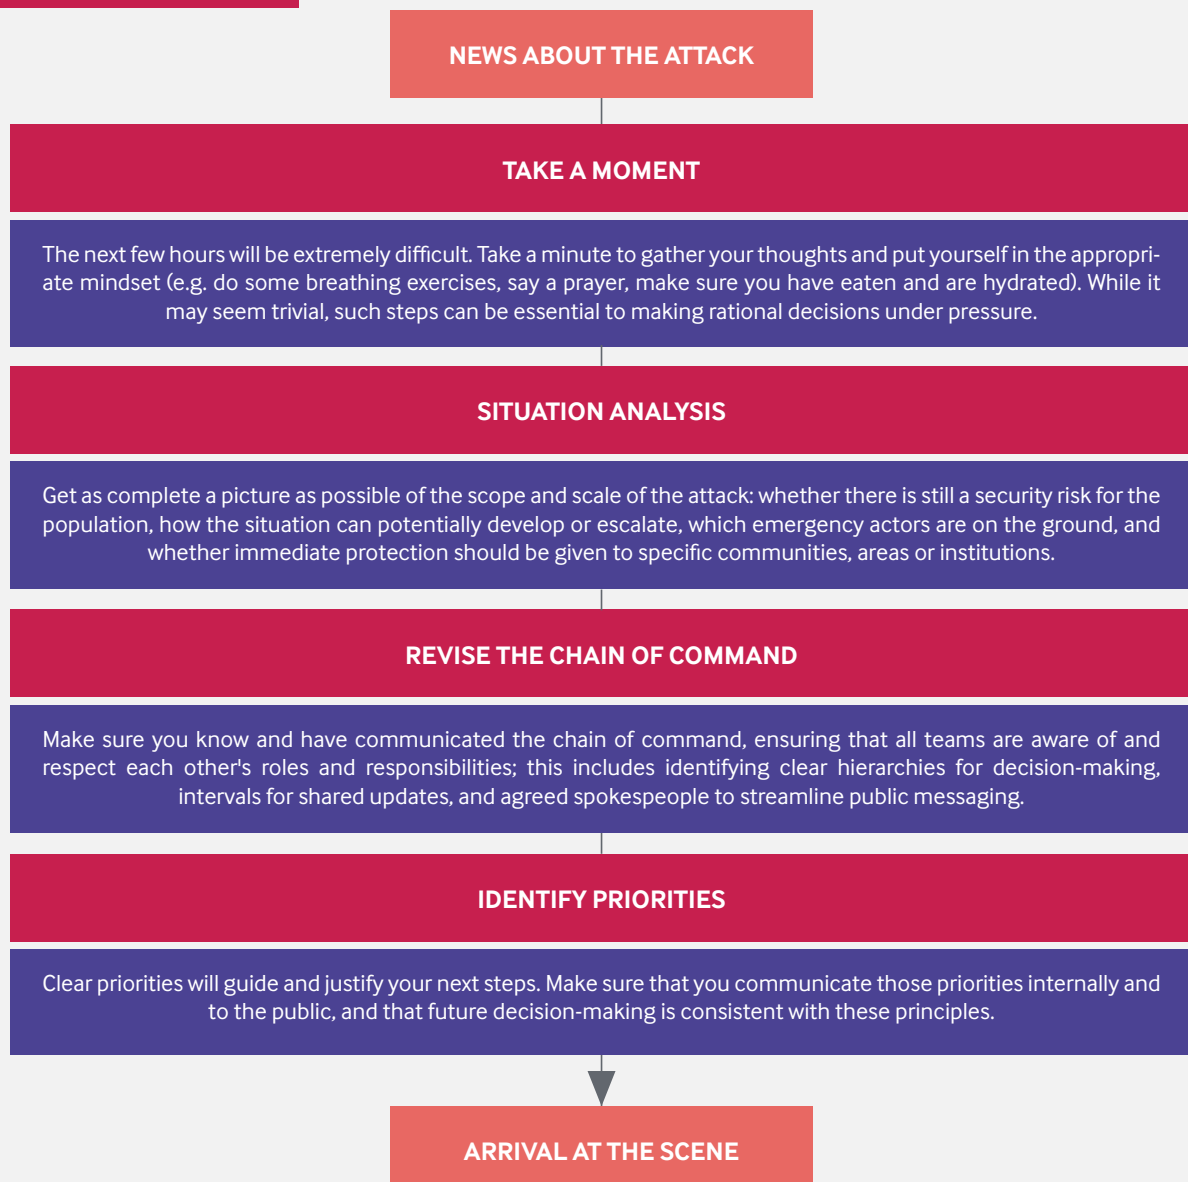 NEWS ABOUT THE ATTACK
TAKE A MOMENT
The next few hours will be extremely difficult. Take a minute to gather your thoughts and put yourself in the appropri-
ate mindset (e.g. do some breathing exercises, say a prayer, make sure you have eaten and are hydrated). While it
may seem trivial, such steps can be essential to making rational decisions under pressure.
SITUATION ANALYSIS
Get as complete a picture as possible of the scope and scale of the attack: whether there is still a security risk for the
population, how the situation can potentially develop or escalate, which emergency actors are on the ground, and
whether immediate protection should be given to specific communities, areas or institutions.
REVISE THE CHAIN OF COMMAND
Make sure you know and have communicated the chain of command, ensuring that all teams are aware of and
respect each other's roles and responsibilities; this includes identifying clear hierarchies for decision-making,
intervals for shared updates, and agreed spokespeople to streamline public messaging.
IDENTIFY PRIORITIES
Clear priorities will guide and justify your next steps. Make sure that you communicate those priorities internally and
to the public, and that future decision-making is consistent with these principles.
ARRIVAL AT THE SCENE